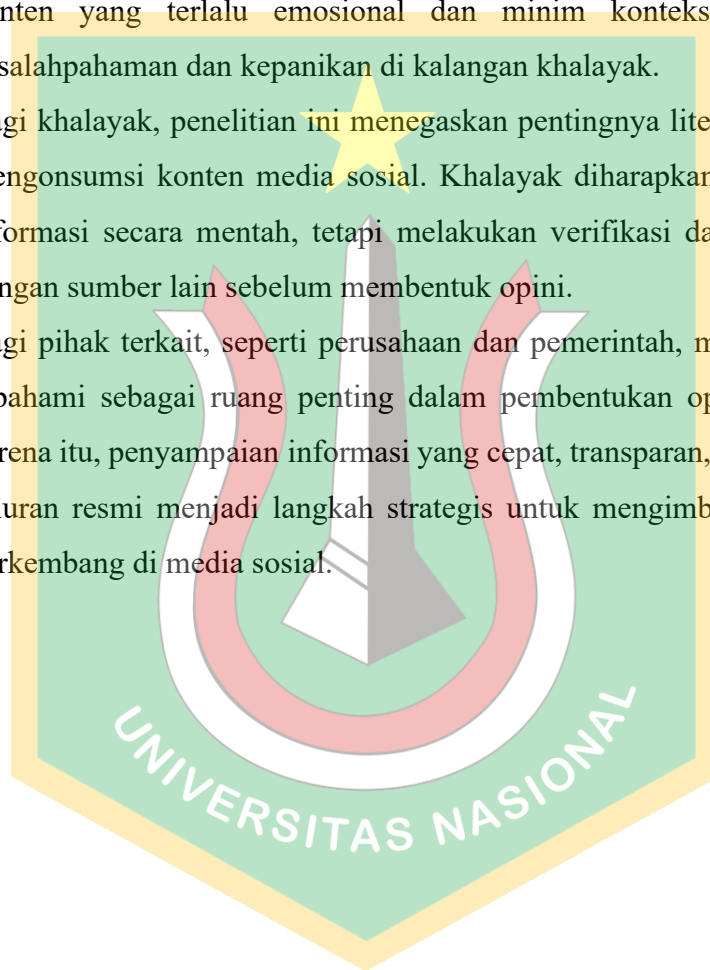 nten yang terlalu emosional dan minim konteks
salahpahaman dan kepanikan di kalangan khalayak.
gi khalayak, penelitian ini menegaskan pentingnya lite
engonsumsi konten media sosial. Khalayak diharapkan
formasi secara mentah, tetapi melakukan verifikasi da
ngan sumber lain sebelum membentuk opini.
gi pihak terkait, seperti perusahaan dan pemerintah, m
pahami sebagai ruang penting dalam pembentukan op
rena itu, penyampaian informasi yang cepat, transparan,
luran resmi menjadi langkah strategis untuk mengimb
rkembang di media sosial.
UNIVERSITAS NASIONAL